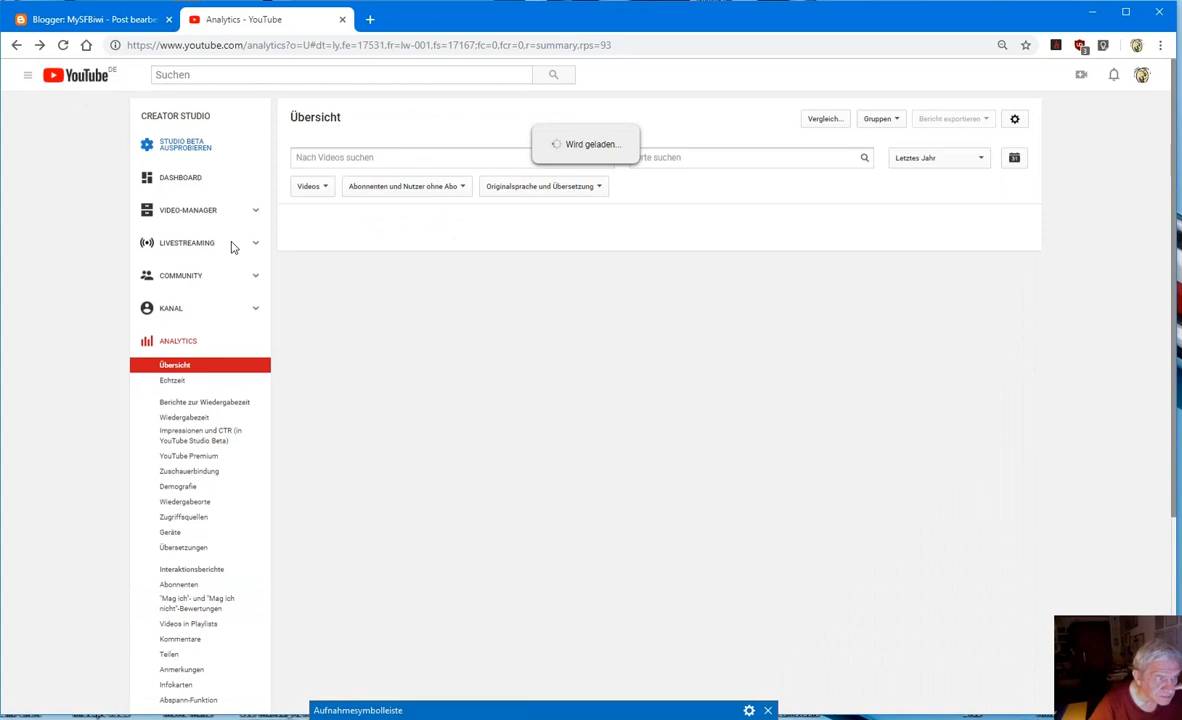 Blogger: MySFBiwi - Post bearbe
Analytics - YouTube
https://www.youtube.com/analytics?o=U#dt=ly,fe=17531,fr=lw-001,fs=17167;fc=0,fcr=0,r=summary,rps=93
3
YouTube DE
Suchen
CREATOR STUDIO
STUDIO BETA
AUSPROBIEREN
DASHBOARD
VIDEO-MANAGER
LIVESTREAMING
COMMUNITY
KANAL
ANALYTICS
Übersicht
Echtzeit
Berichte zur Wiedergabezeit
Wiedergabezeit
Impressionen und CTR (in
YouTube Studio Beta)
YouTube Premium
Zuschauerbindung
Demografie
Wiedergabeorte
Zugriffsquellen
Geräte
Übersetzungen
Interaktionsberichte
Abonnenten
"Mag ich"- und "Mag ich
nicht"-Bewertungen
Videos in Playlists
Kommentare
Teilen
Anmerkungen
Infokarten
Abspann-Funktion
Übersicht
Vergleich...
Gruppen
Bericht exportieren
Wird geladen...
Nach Videos suchen
rte suchen
Letztes Jahr
31
Videos
Abonnenten und Nutzer ohne Abo
Originalsprache und Übersetzung
Aufnahmesymbolleiste